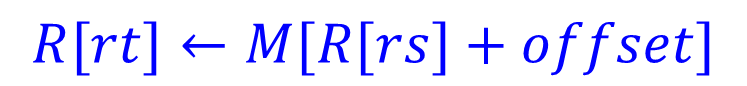 R[rt] ← M[R[rs] + offset]